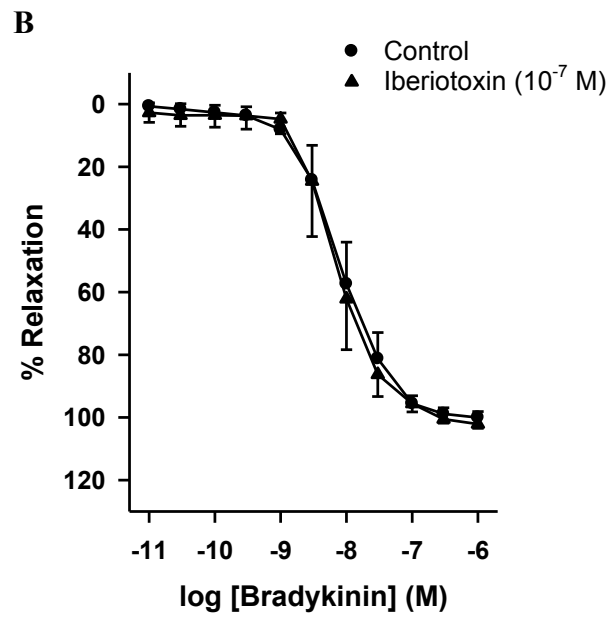 B
Control
Iberiotoxin (10⁻⁷ M)
0
20
40
60
80
100
120
% Relaxation
-11 -10 -9 -8 -7 -6
log [Bradykinin] (M)